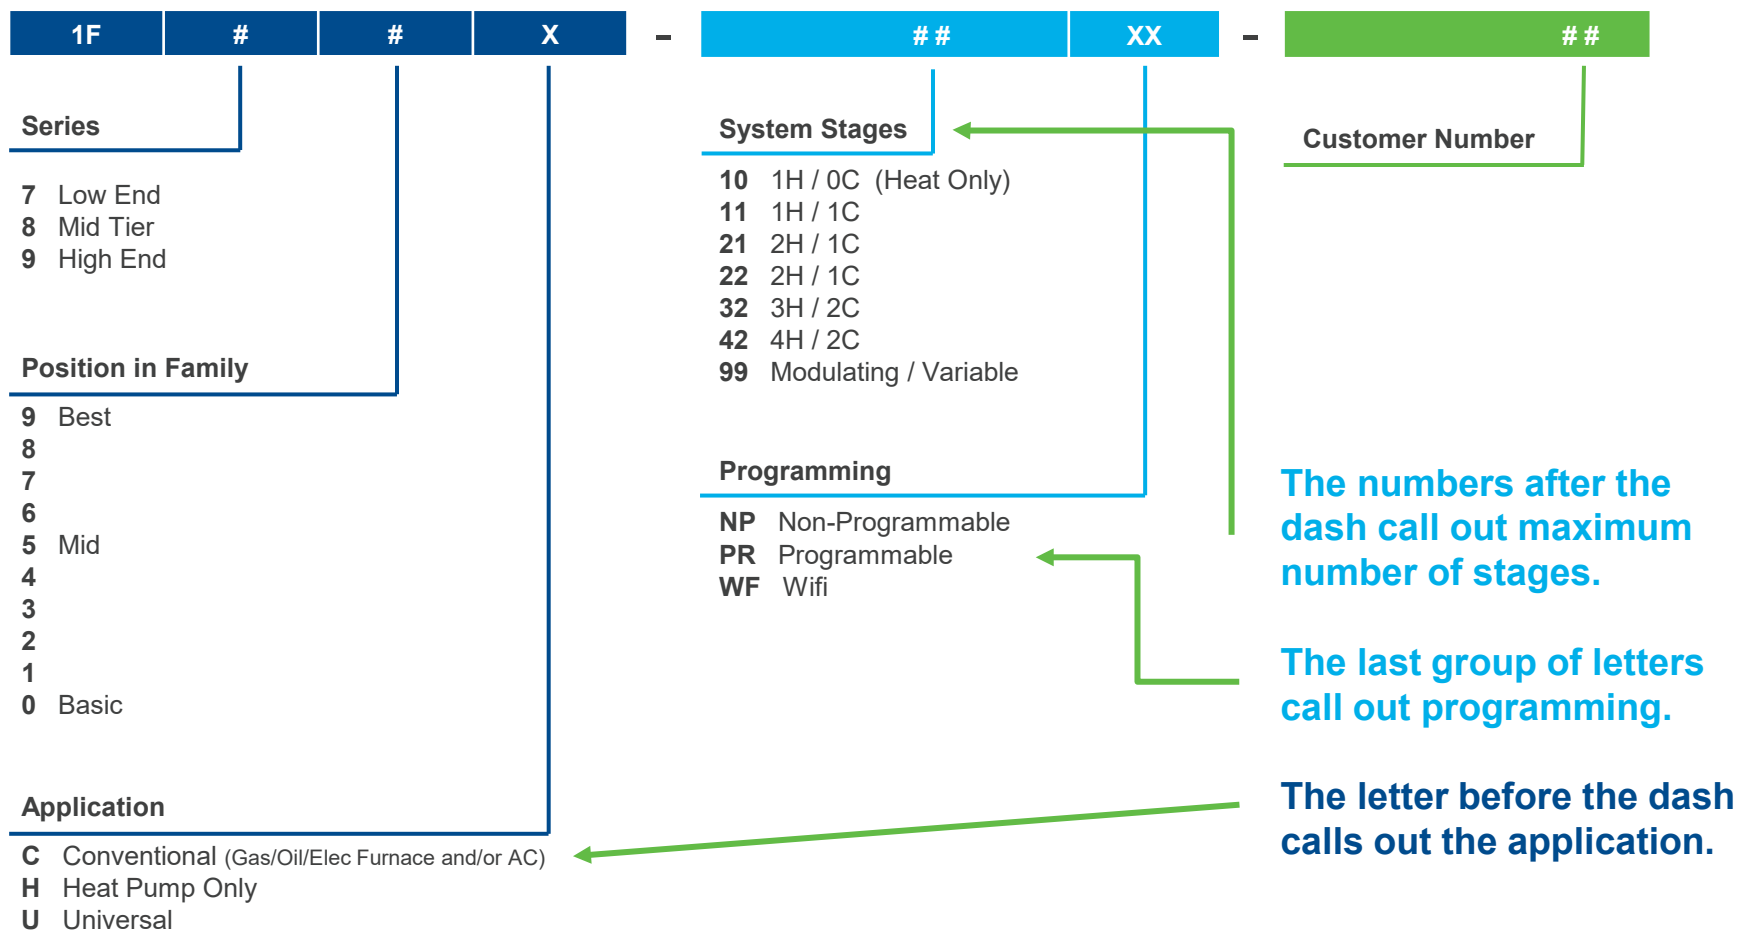 1F # # X - # # XX - # #
Series
7 Low End
8 Mid Tier
9 High End
Position in Family
9 Best
8
7
6
5 Mid
4
3
2
1
0 Basic
Application
C Conventional (Gas/Oil/Elec Furnace and/or AC)
H Heat Pump Only
U Universal
System Stages
10 1H / 0C (Heat Only)
11 1H / 1C
21 2H / 1C
22 2H / 1C
32 3H / 2C
42 4H / 2C
99 Modulating / Variable
Programming
NP Non-Programmable
PR Programmable
WF Wifi
Customer Number
The numbers after the
dash call out maximum
number of stages.
The last group of letters
call out programming.
The letter before the dash
calls out the application.